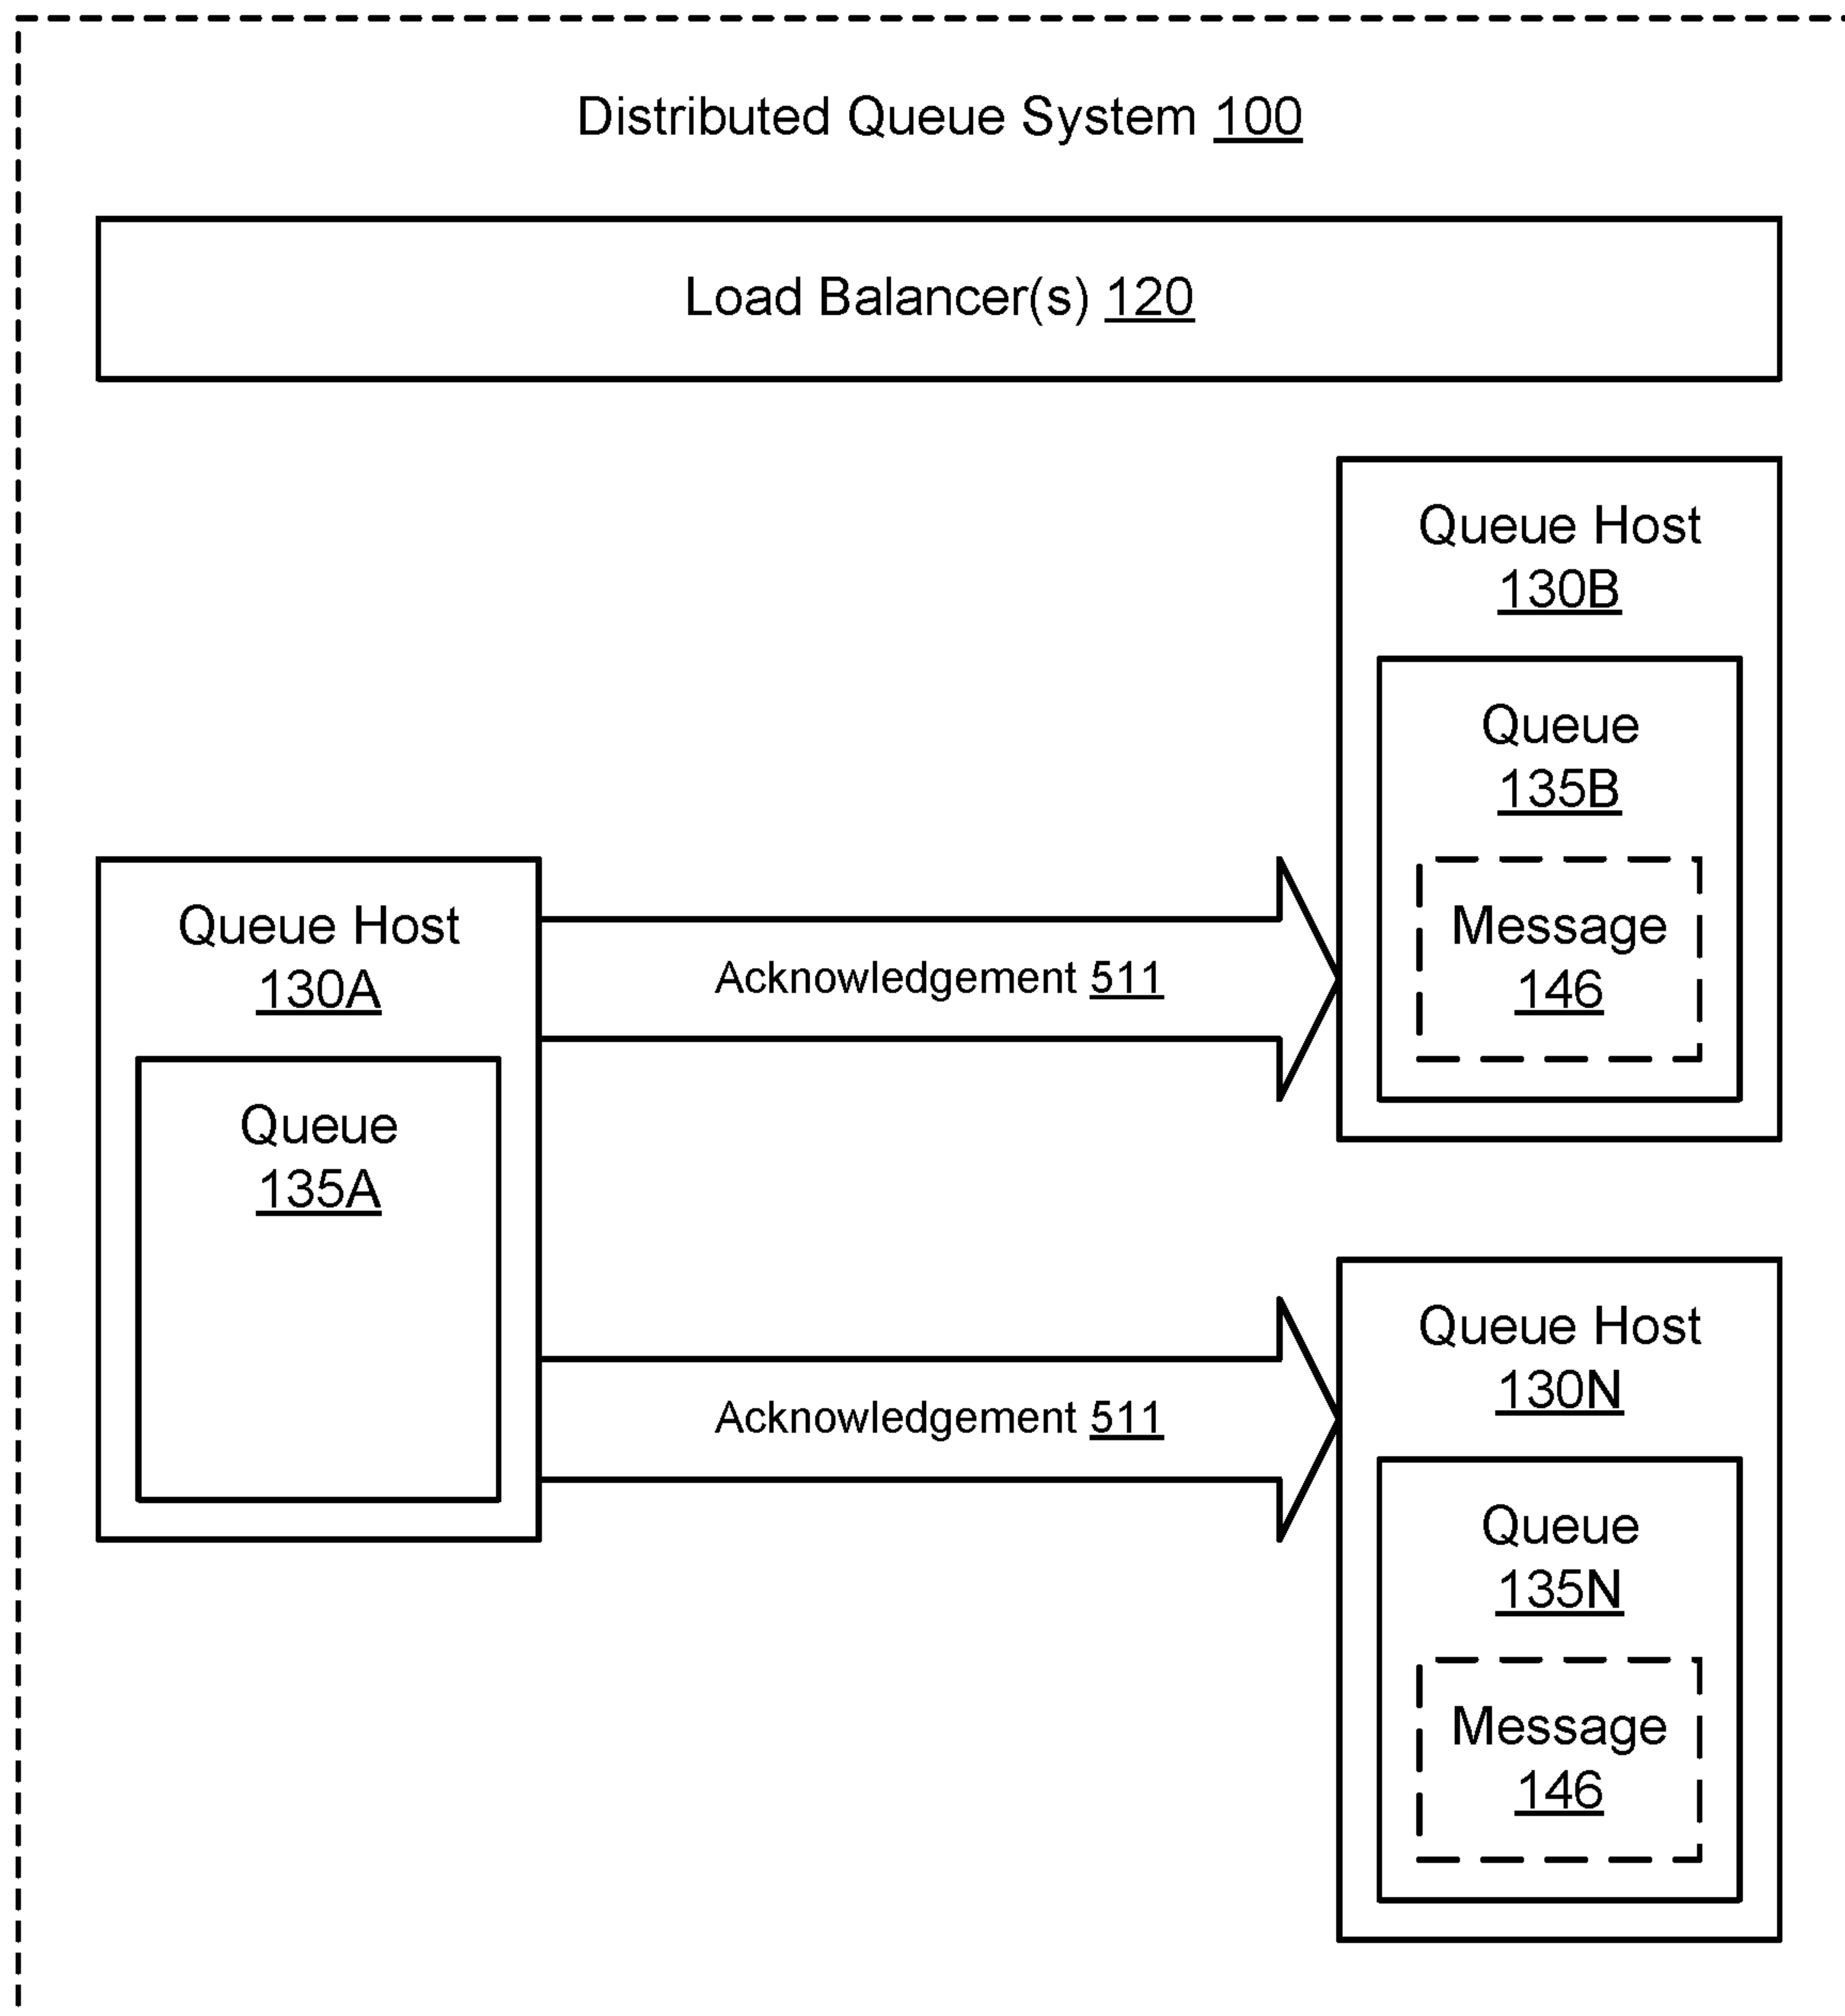 Distributed Queue System 100
Load Balancer(s) 120
Queue Host
130B
Queue
135B
Message
146
Queue Host
130A
Queue
135A
Acknowledgement 511
Acknowledgement 511
Queue Host
130N
Queue
135N
Message
146